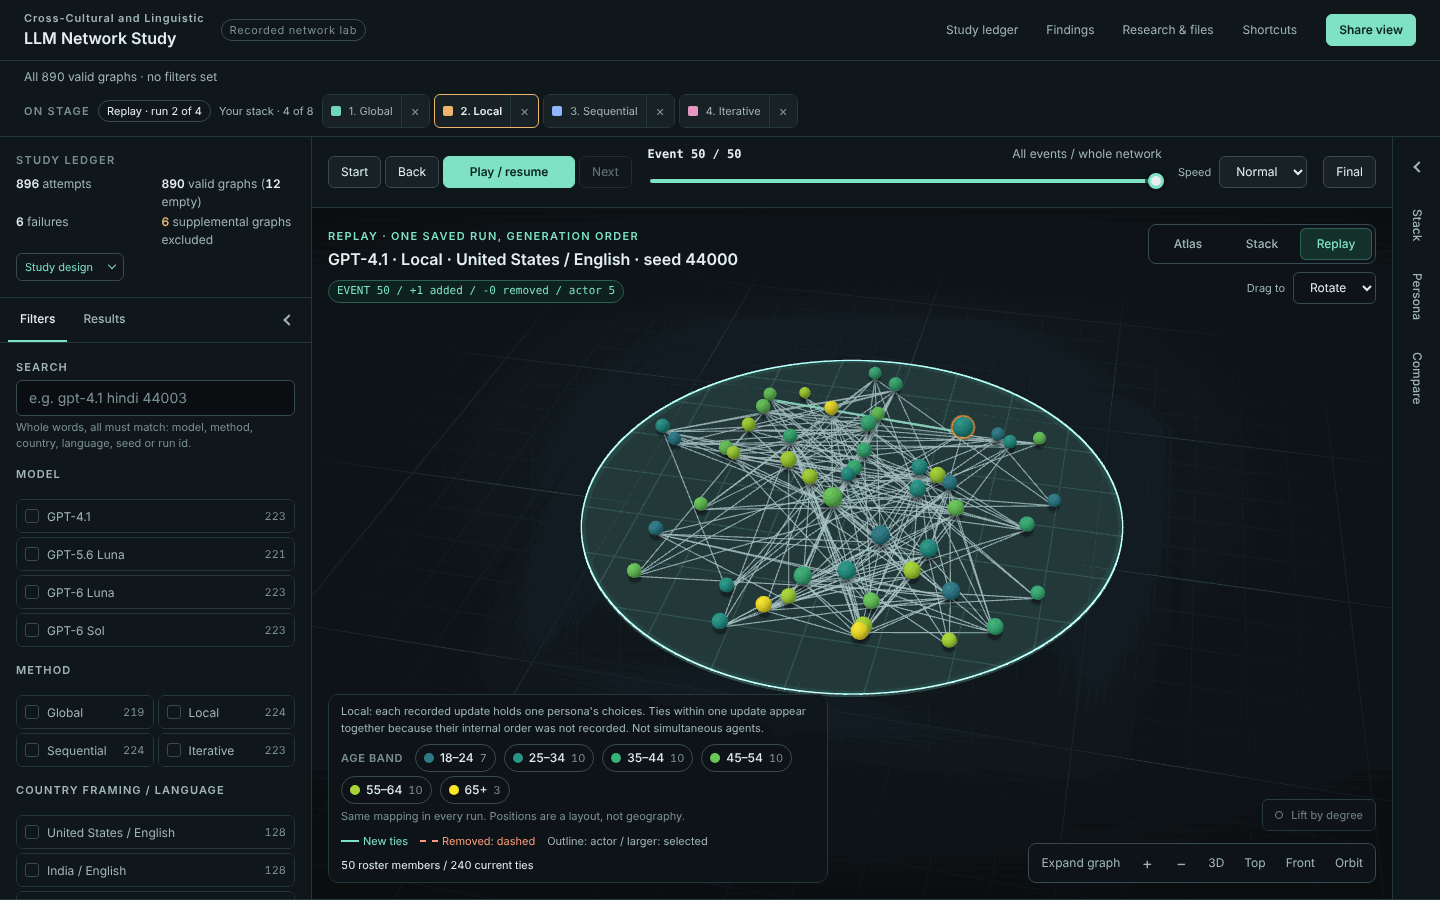 Cross-Cultural and Linguistic
LLM Network Study
Recorded network lab
Study ledger
Findings
Research & files
Shortcuts
Share view
All 890 valid graphs · no filters set
ON STAGE
Replay · run 2 of 4
Your stack · 4 of 8
1. Global ×
2. Local ×
3. Sequential ×
4. Iterative ×
STUDY LEDGER
896 attempts
890 valid graphs (12
empty)
6 failures
6 supplemental graphs
excluded
Study design
Filters
Results
SEARCH
e.g. gpt-4.1 hindi 44003
Whole words, all must match: model, method,
country, language, seed or run id.
MODEL
GPT-4.1 223
GPT-5.6 Luna 221
GPT-6 Luna 223
GPT-6 Sol 223
METHOD
Global 219
Local 224
Sequential 224
Iterative 223
COUNTRY FRAMING / LANGUAGE
United States / English 128
India / English 128
Start
Back
Play / resume
Next
Event 50 / 50
All events / whole network
Speed
Normal
Final
REPLAY · ONE SAVED RUN, GENERATION ORDER
GPT-4.1 · Local · United States / English · seed 44000
EVENT 50 / +1 added / -0 removed / actor 5
Atlas
Stack
Replay
Drag to
Rotate
Local: each recorded update holds one persona's choices. Ties within one update appear
together because their internal order was not recorded. Not simultaneous agents.
AGE BAND
18–24 7
25–34 10
35–44 10
45–54 10
55–64 10
65+ 3
Same mapping in every run. Positions are a layout, not geography.
New ties
Removed: dashed
Outline: actor / larger: selected
50 roster members / 240 current ties
Lift by degree
Expand graph
+
−
3D
Top
Front
Orbit
Stack
Persona
Compare